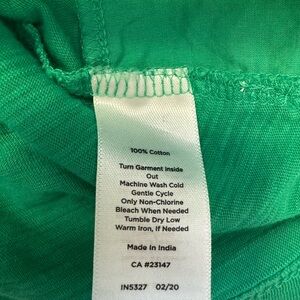 100% Cotton
Turn Garment Inside
Out
Machine Wash Cold
Gentle Cycle
Only Non-Chlorine
Bleach When Needed
Tumble Dry Low
Warm Iron, If Needed
Made In India
CA #23147
IN5327 02/20